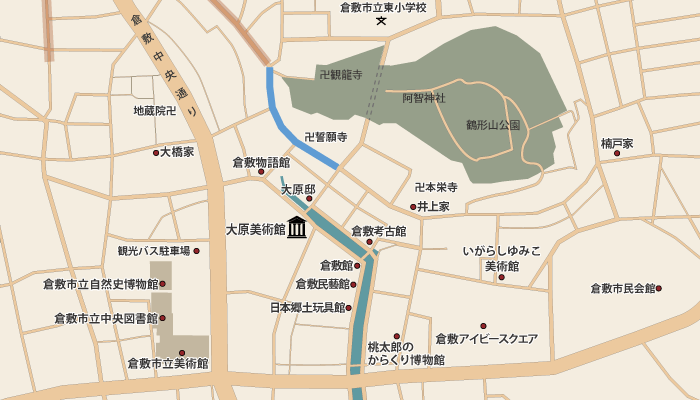 倉敷市立東小学校
倉敷中央通り
卍観龍寺
阿智神社
鶴形山公園
地蔵院卍
卍誓願寺
大橋家
倉敷物語館
楠戸家
大原邸
卍本栄寺
井上家
大原美術館
倉敷考古館
観光バス駐車場
いがらしゆみこ
美術館
倉敷館
倉敷市立自然史博物館
倉敷民藝館
倉敷市民会館
日本郷土玩具館
倉敷市立中央図書館
倉敷アイビースクエア
桃太郎の
からくり博物館
倉敷市立美術館